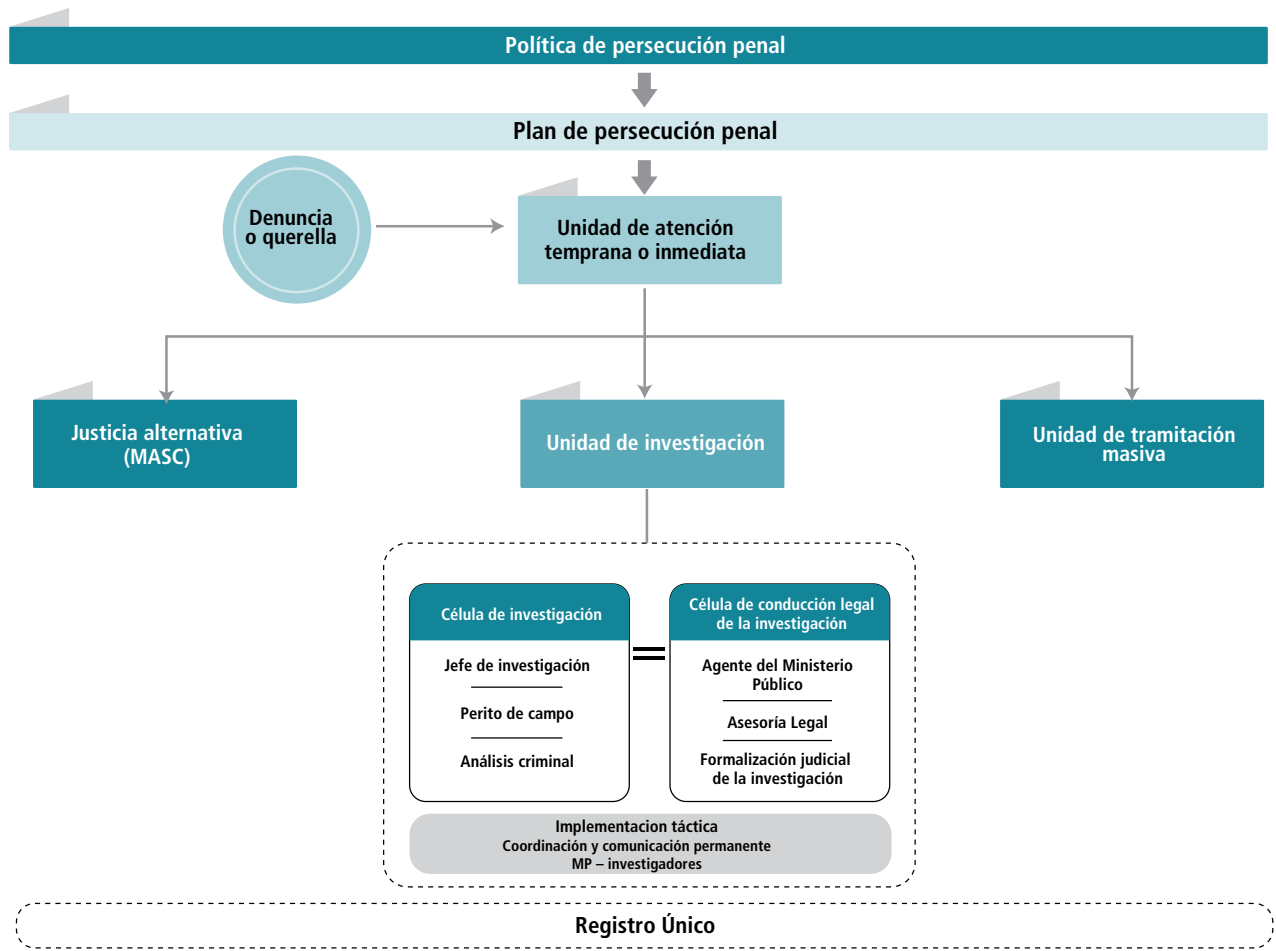 Política de persecución penal
Plan de persecución penal
Denuncia
o querella
Unidad de atención
temprana o inmediata
Justicia alternativa
(MASC)
Unidad de investigación
Unidad de tramitación
masiva
Célula de investigación
Jefe de investigación
Perito de campo
Análisis criminal
Célula de conducción legal
de la investigación
Agente del Ministerio
Público
Asesoría Legal
Formalización judicial
de la investigación
Implementacion táctica
Coordinación y comunicación permanente
MP – investigadores
Registro Único